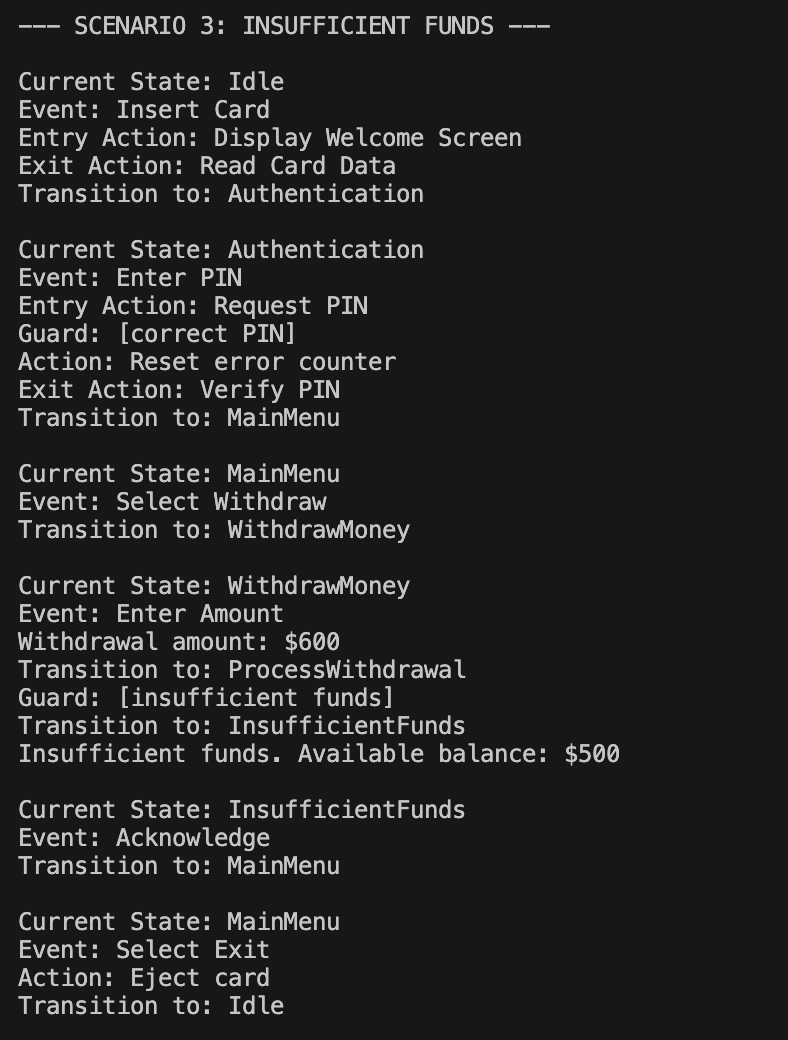 --- SCENARIO 3: INSUFFICIENT FUNDS ---
Current State: Idle
Event: Insert Card
Entry Action: Display Welcome Screen
Exit Action: Read Card Data
Transition to: Authentication
Current State: Authentication
Event: Enter PIN
Entry Action: Request PIN
Guard: [correct PIN]
Action: Reset error counter
Exit Action: Verify PIN
Transition to: MainMenu
Current State: MainMenu
Event: Select Withdraw
Transition to: WithdrawMoney
Current State: WithdrawMoney
Event: Enter Amount
Withdrawal amount: $600
Transition to: ProcessWithdrawal
Guard: [insufficient funds]
Transition to: InsufficientFunds
Insufficient funds. Available balance: $500
Current State: InsufficientFunds
Event: Acknowledge
Transition to: MainMenu
Current State: MainMenu
Event: Select Exit
Action: Eject card
Transition to: Idle